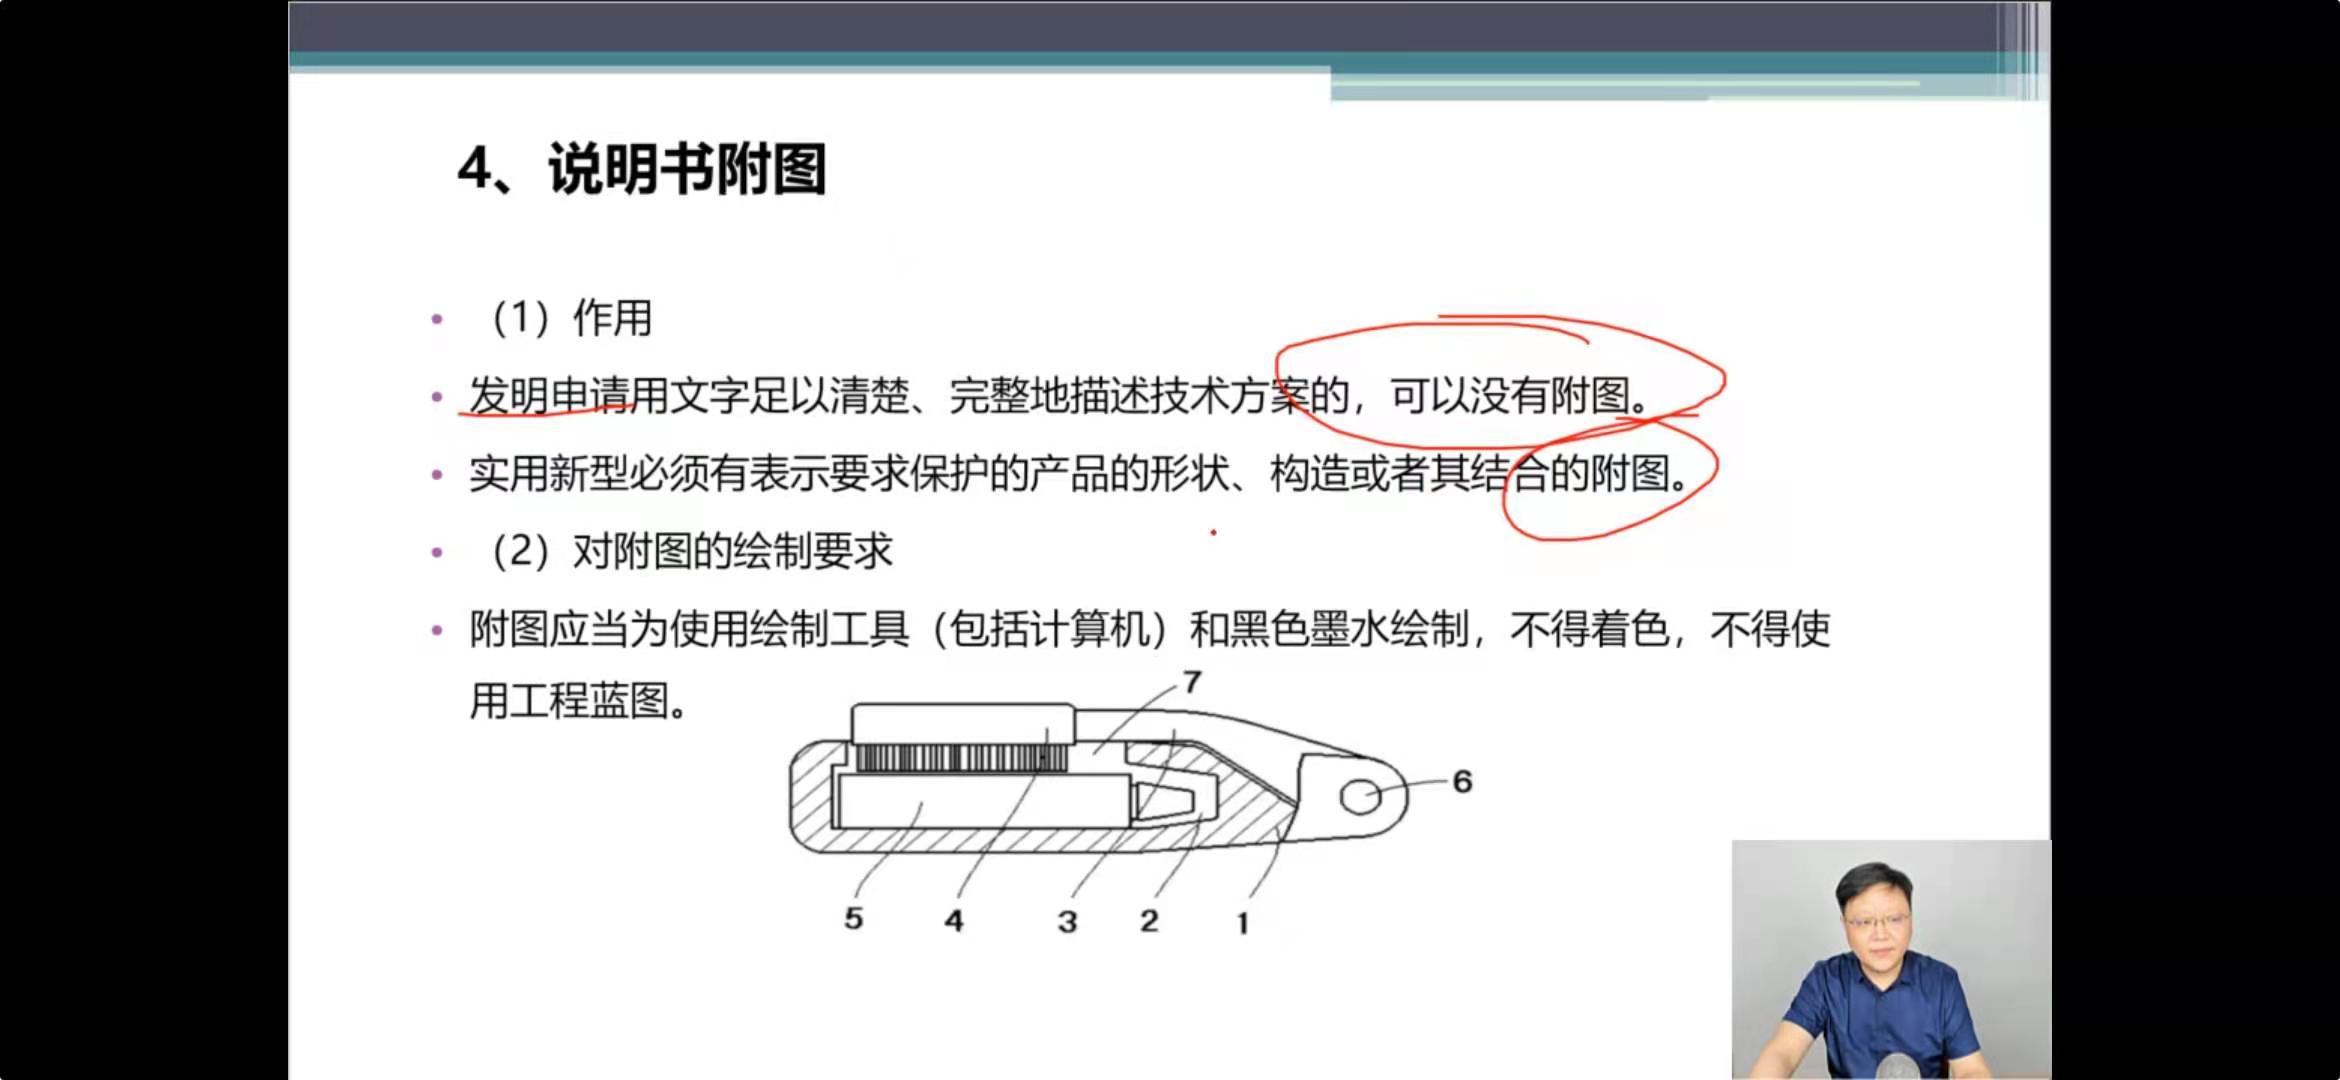 4、说明书附图
• （1）作用
• 发明申请用文字足以清楚、完整地描述技术方案的，可以没有附图。
• 实用新型必须有表示要求保护的产品的形状、构造或者其结合的附图。
• （2）对附图的绘制要求
• 附图应当为使用绘制工具（包括计算机）和黑色墨水绘制，不得着色，不得使
用工程蓝图。
7
6
5 4 3 2 1